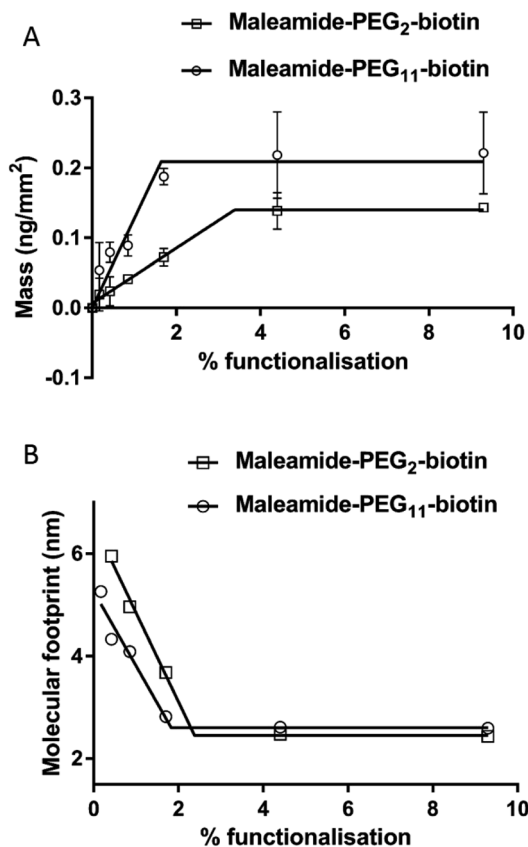 A
Maleamide-PEG2-biotin
Maleamide-PEG11-biotin
Mass (ng/mm2)
0.3
0.2
0.1
0.0
-0.1
2 4 6 8 10
% functionalisation
B
Maleamide-PEG2-biotin
Maleamide-PEG11-biotin
Molecular footprint (nm)
6
4
2
0 2 4 6 8 10
% functionalisation